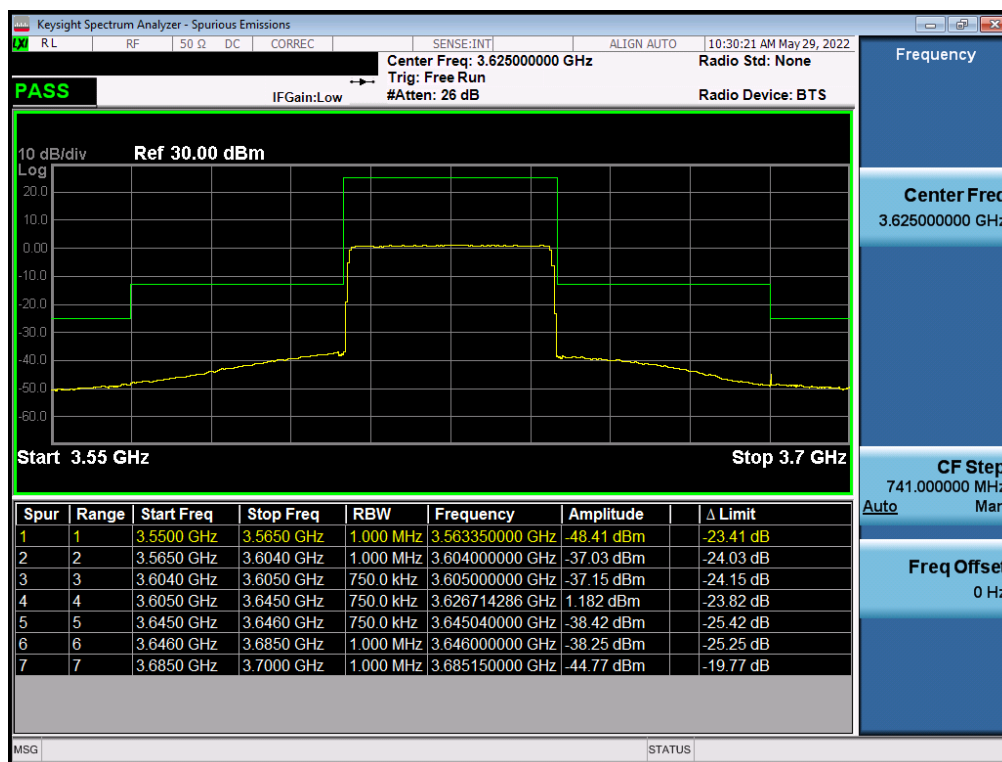 Keysight Spectrum Analyzer - Spurious Emissions
LXI RL RF 50 Ω DC CORREC SENSE:INT ALIGN AUTO 10:30:21 AM May 29, 2022
Center Freq: 3.625000000 GHz Radio Std: None
Trig: Free Run
PASS IFGain:Low #Atten: 26 dB Radio Device: BTS
10 dB/div Ref 30.00 dBm
Log
20.0
10.0
0.00
-10.0
-20.0
-30.0
-40.0
-50.0
-60.0
Start 3.55 GHz Stop 3.7 GHz
Spur Range Start Freq Stop Freq RBW Frequency Amplitude Δ Limit
1 1 3.5500 GHz 3.5650 GHz 1.000 MHz 3.563350000 GHz -48.41 dBm -23.41 dB
2 2 3.5650 GHz 3.6040 GHz 1.000 MHz 3.604000000 GHz -37.03 dBm -24.03 dB
3 3 3.6040 GHz 3.6050 GHz 750.0 kHz 3.605000000 GHz -37.15 dBm -24.15 dB
4 4 3.6050 GHz 3.6450 GHz 750.0 kHz 3.626714286 GHz 1.182 dBm -23.82 dB
5 5 3.6450 GHz 3.6460 GHz 750.0 kHz 3.645040000 GHz -38.42 dBm -25.42 dB
6 6 3.6460 GHz 3.6850 GHz 1.000 MHz 3.646000000 GHz -38.25 dBm -25.25 dB
7 7 3.6850 GHz 3.7000 GHz 1.000 MHz 3.685150000 GHz -44.77 dBm -19.77 dB
MSG STATUS
Frequency
Center Freq
3.625000000 GHz
CF Step
741.000000 MHz
Auto Man
Freq Offset
0 Hz